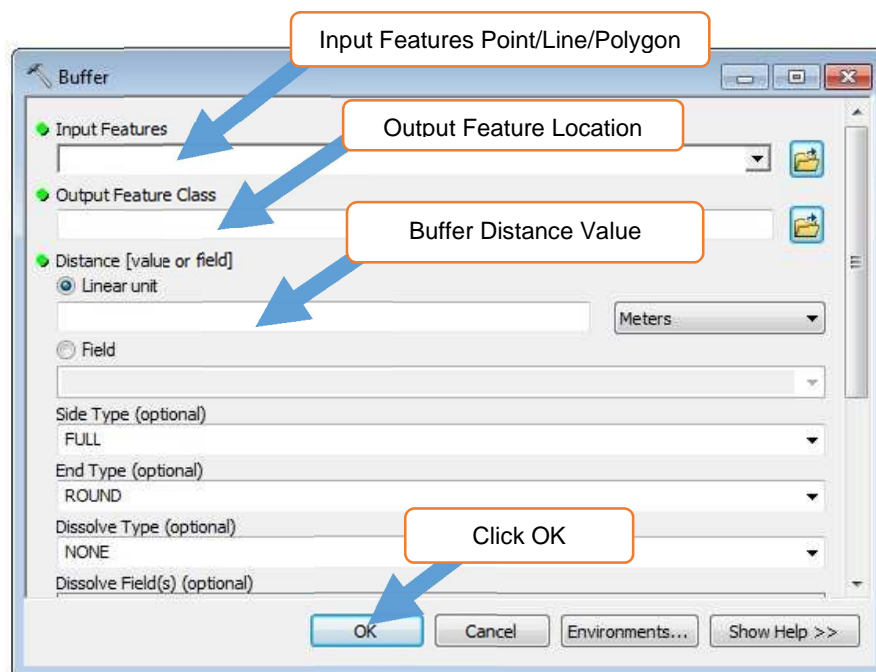 Input Features Point/Line/Polygon
Buffer
Input Features
Output Feature Location
Output Feature Class
Buffer Distance Value
Distance [value or field]
Linear unit
Meters
Field
Side Type (optional)
FULL
End Type (optional)
ROUND
Dissolve Type (optional)
Click OK
NONE
Dissolve Field(s) (optional)
OK
Cancel
Environments...
Show Help >>